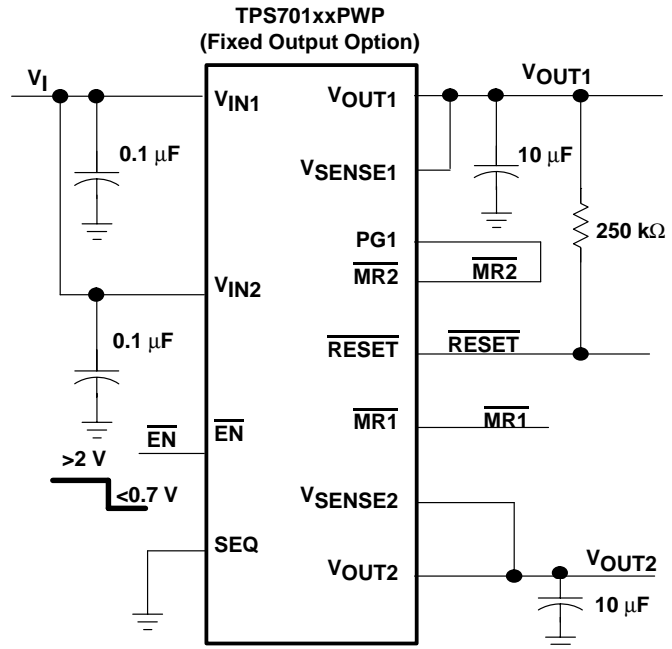 TPS701xxPWP
(Fixed Output Option)
VI
VIN1
0.1 μF
VIN2
0.1 μF
EN
EN
>2 V
<0.7 V
SEQ
VOUT1
VOUT1
VSENSE1
10 μF
250 kΩ
PG1
MR2
MR2
RESET
RESET
MR1
MR1
VSENSE2
VOUT2
VOUT2
10 μF